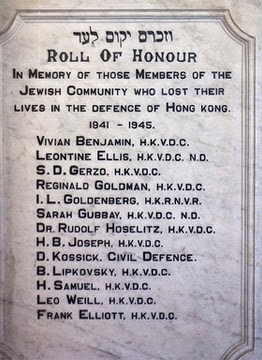 וזכרם יקום לעד
ROLL OF HONOUR
IN MEMORY OF THOSE MEMBERS OF THE
JEWISH COMMUNITY WHO LOST THEIR
LIVES IN THE DEFENCE OF HONG KONG.
1941 - 1945.
VIVIAN BENJAMIN, H.K.V.D.C.
LEONTINE ELLIS, H.K.V.D.C. N.D.
S. D. GERZO, H.K.V.D.C.
REGINALD GOLDMAN, H.K.V.D.C.
I. L. GOLDENBERG, H.K.R.N.V.R.
SARAH GUBBAY, H.K.V.D.C. N.D.
DR. RUDOLF HOSELITZ, H.K.V.D.C.
H. B. JOSEPH, H.K.V.D.C.
D. KOSSICK, CIVIL DEFENCE.
B. LIPKOVSKY, H.K.V.D.C.
H. SAMUEL, H.K.V.D.C.
LEO WEILL, H.K.V.D.C.
FRANK ELLIOTT, H.K.V.D.C.